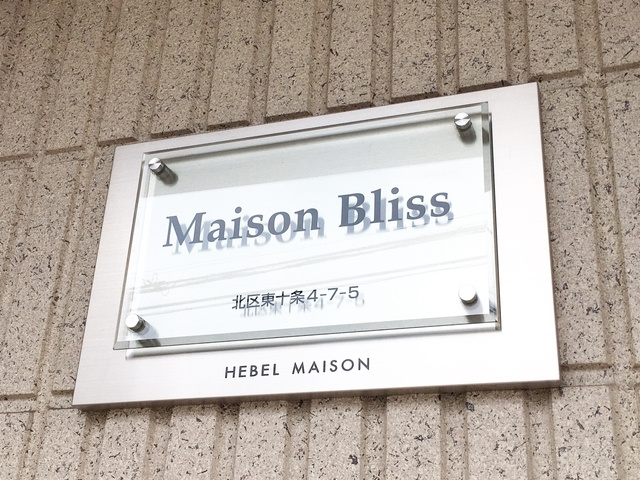 Maison Bliss
北区東十条4-7-5
HEBEL MAISON